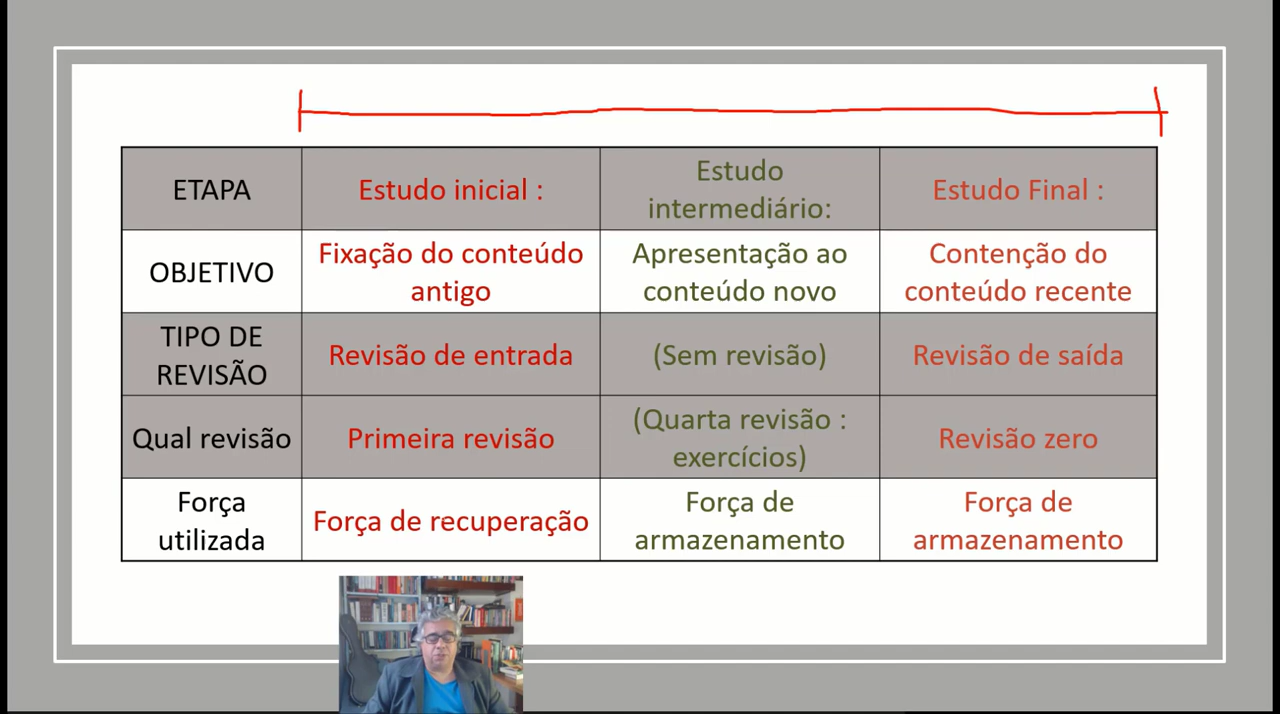 ETAPA
Estudo inicial :
Estudo
intermediário:
Estudo Final :
OBJETIVO
Fixação do conteúdo
antigo
Apresentação ao
conteúdo novo
Contenção do
conteúdo recente
TIPO DE
REVISÃO
Revisão de entrada
(Sem revisão)
Revisão de saída
Qual revisão
Primeira revisão
(Quarta revisão :
exercícios)
Revisão zero
Força
utilizada
Força de recuperação
Força de
armazenamento
Força de
armazenamento